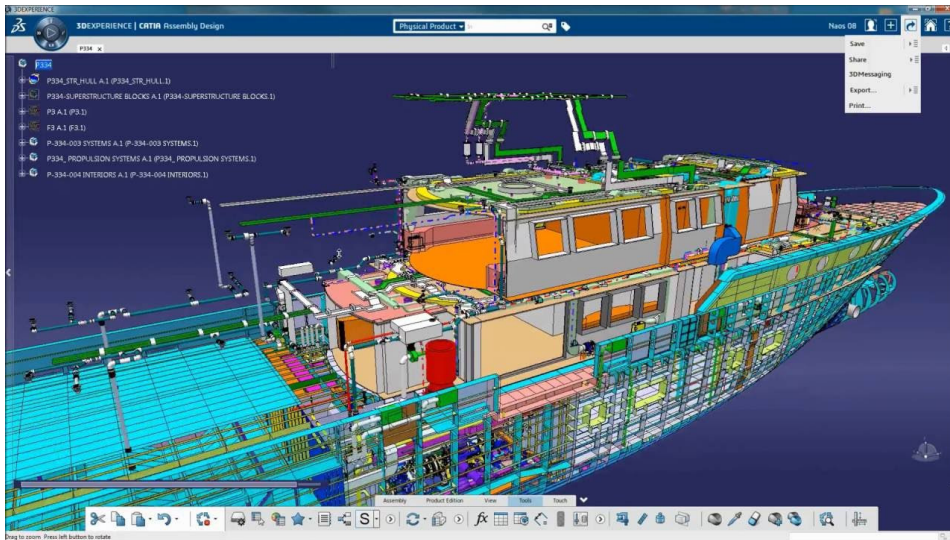 3DEXPERIENCE
3DEXPERIENCE | CATIA Assembly Design
Physical Product
in
Naos 08
P334 x
Save
Share
3DMessaging
Export...
Print...
P334
P334_STR_HULL A.1 (P334_STR_HULL.1)
P334-SUPERSTRUCTURE BLOCKS A.1 (P334-SUPERSTRUCTURE BLOCKS.1)
P3 A.1 (P3.1)
F3 A.1 (F3.1)
P-334-003 SYSTEMS A.1 (P-334-003 SYSTEMS.1)
P334_PROPULSION SYSTEMS A.1 (P334_ PROPULSION SYSTEMS.1)
P-334-004 INTERIORS A.1 (P-334-004 INTERIORS.1)
Assembly Product Edition View Tools Touch
S fx
Drag to zoom Press left button to rotate